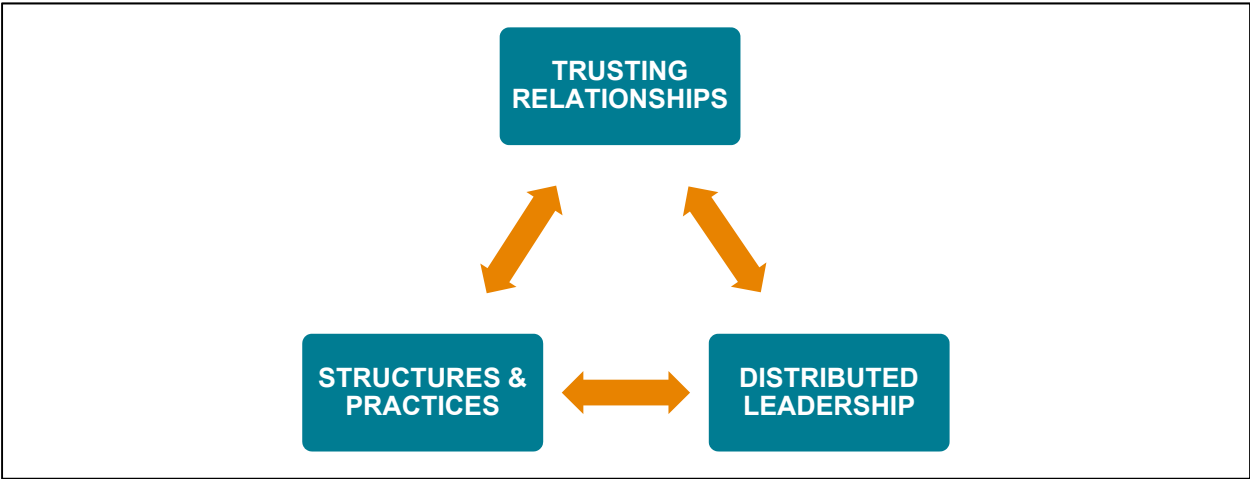 TRUSTING
RELATIONSHIPS
STRUCTURES &
PRACTICES
DISTRIBUTED
LEADERSHIP